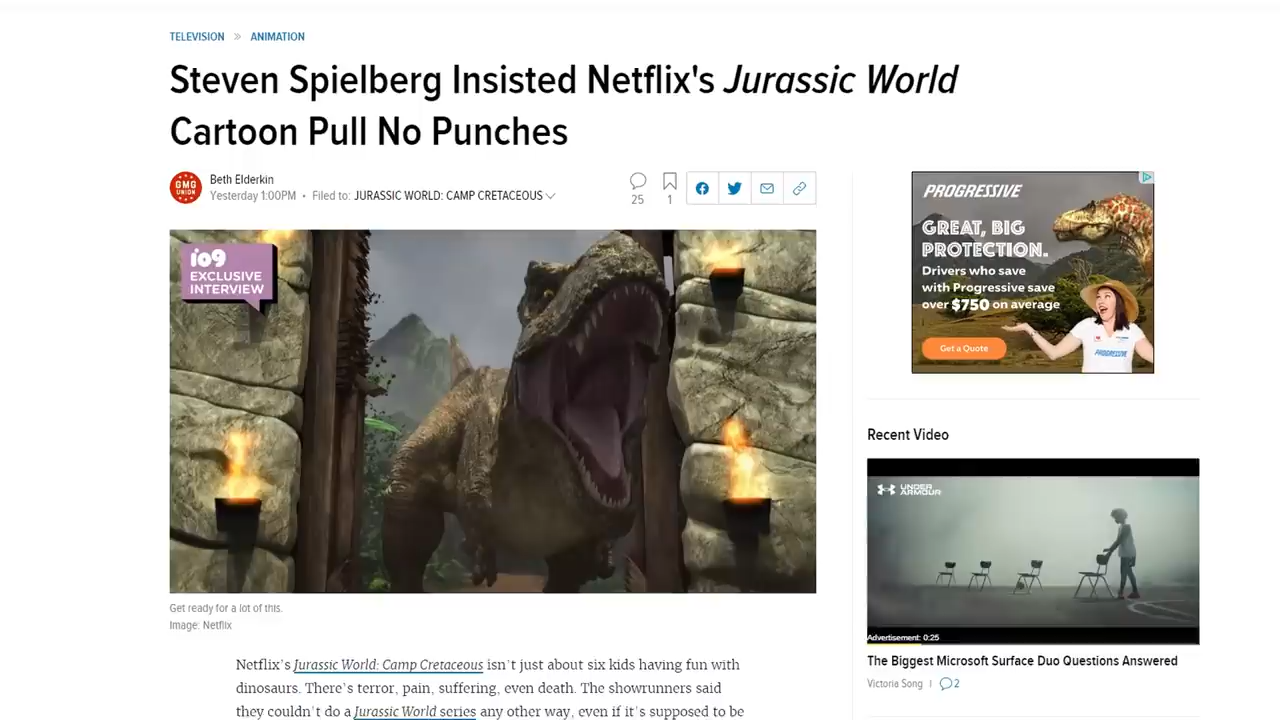 TELEVISION » ANIMATION
Steven Spielberg Insisted Netflix's Jurassic World
Cartoon Pull No Punches
GMG
UNION
Beth Elderkin
Yesterday 1:00PM • Filed to: JURASSIC WORLD: CAMP CRETACEOUS
25
1
io9
EXCLUSIVE
INTERVIEW
Get ready for a lot of this.
Image: Netflix
Netflix's Jurassic World: Camp Cretaceous isn't just about six kids having fun with
dinosaurs. There's terror, pain, suffering, even death. The showrunners said
they couldn't do a Jurassic World series any other way, even if it's supposed to be
PROGRESSIVE
GREAT, BIG
PROTECTION.
Drivers who save
with Progressive save
over $750 on average
Get a Quote
PROGRESSIVE
Recent Video
UNDER
ARMOUR
Advertisement: 0:25
The Biggest Microsoft Surface Duo Questions Answered
Victoria Song | 2